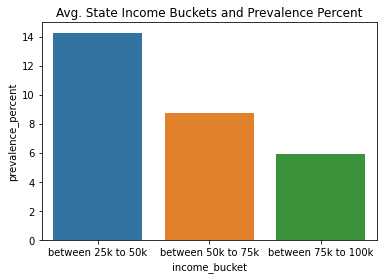 Avg. State Income Buckets and Prevalence Percent
14
12
10
8
6
4
2
0
prevalence_percent
between 25k to 50k
between 50k to 75k
between 75k to 100k
income_bucket